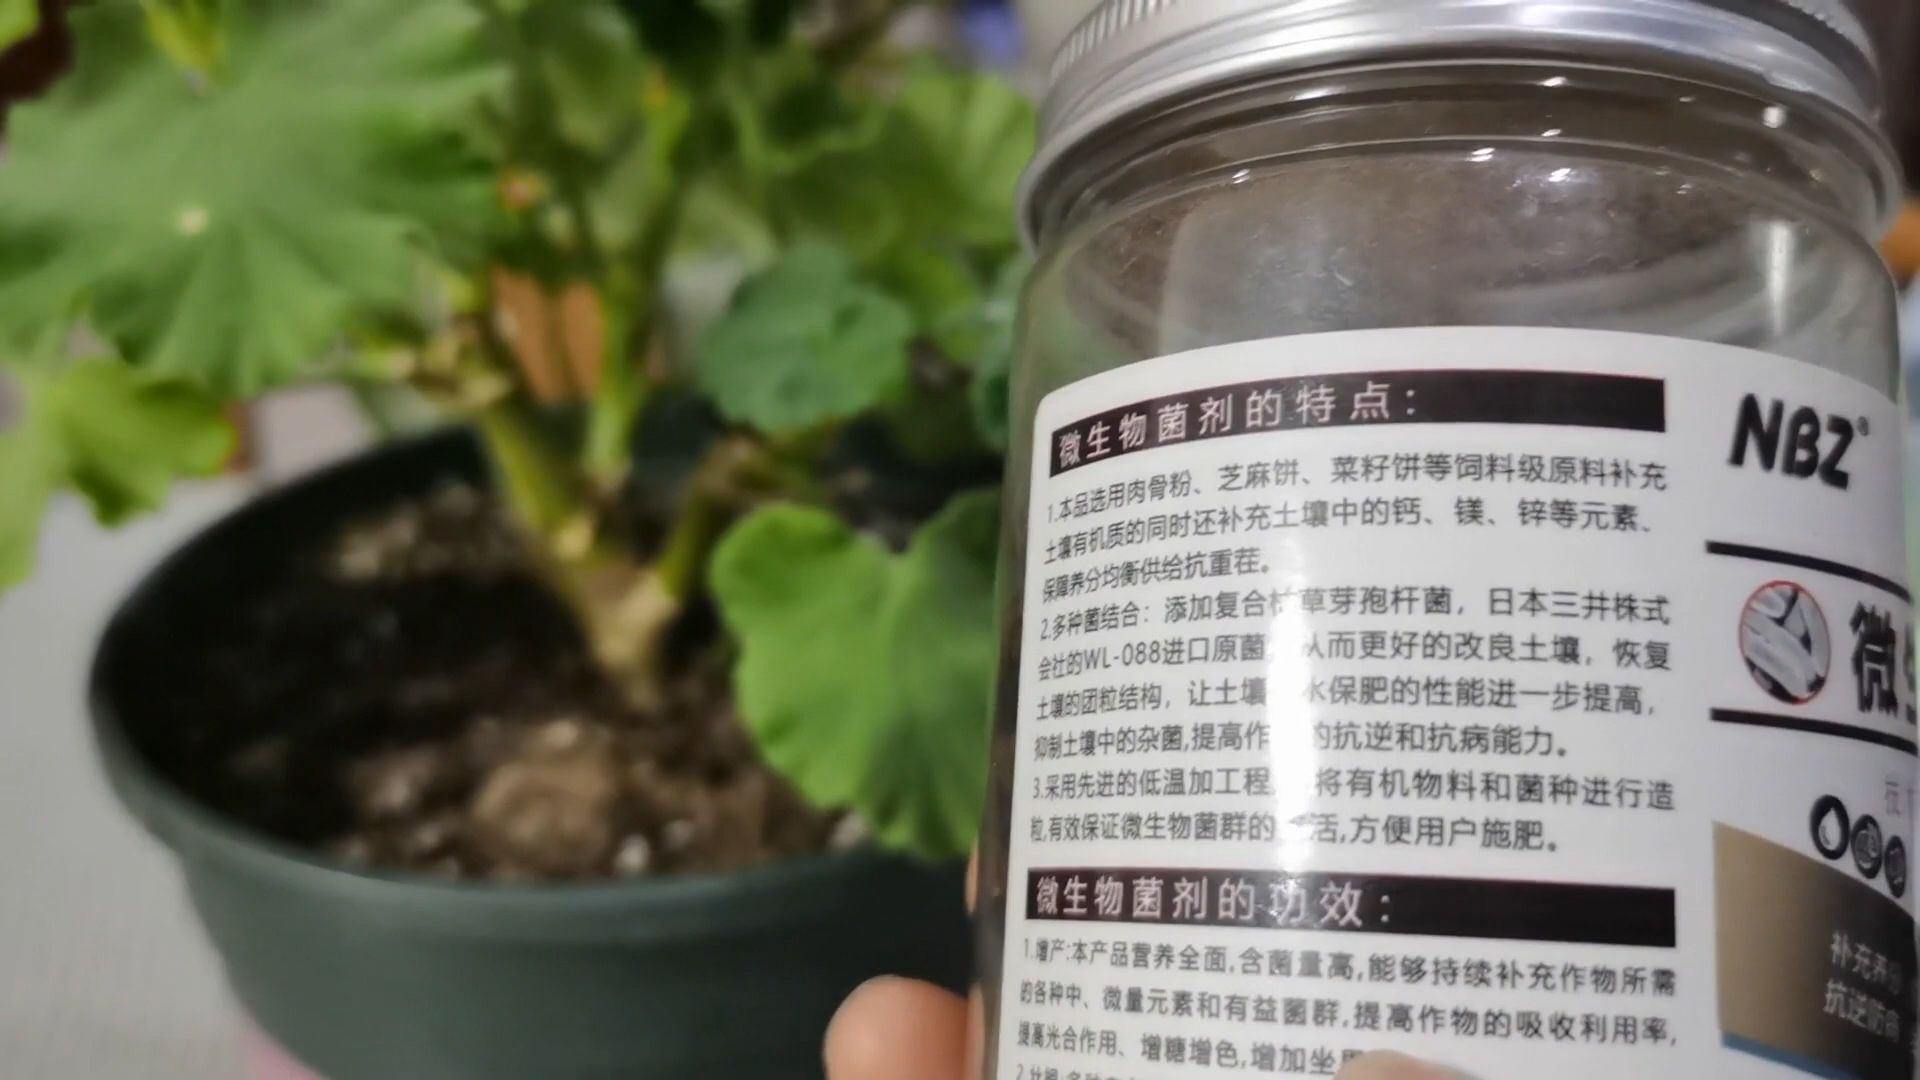 微生物菌剂的特点：
1.本品选用肉骨粉、芝麻饼、菜籽饼等饲料级原料补充
土壤有机质的同时还补充土壤中的钙、镁、锌等元素、
保障养分均衡供给抗重茬。
2.多种菌结合：添加复合枯草芽孢杆菌，日本三井株式
会社的WL-088进口原菌，从而更好的改良土壤，恢复
土壤的团粒结构，让土壤 水保肥的性能进一步提高，
抑制土壤中的杂菌,提高作 的抗逆和抗病能力。
3.采用先进的低温加工程 将有机物料和菌种进行造
粒,有效保证微生物菌群的 活,方便用户施肥。
微生物菌剂的功效：
1.增产:本产品营养全面,含菌量高,能够持续补充作物所需
的各种中、微量元素和有益菌群,提高作物的吸收利用率,
提高光合作用、增糖增色,增加坐
NBZ®
微
补充养分
抗逆防病